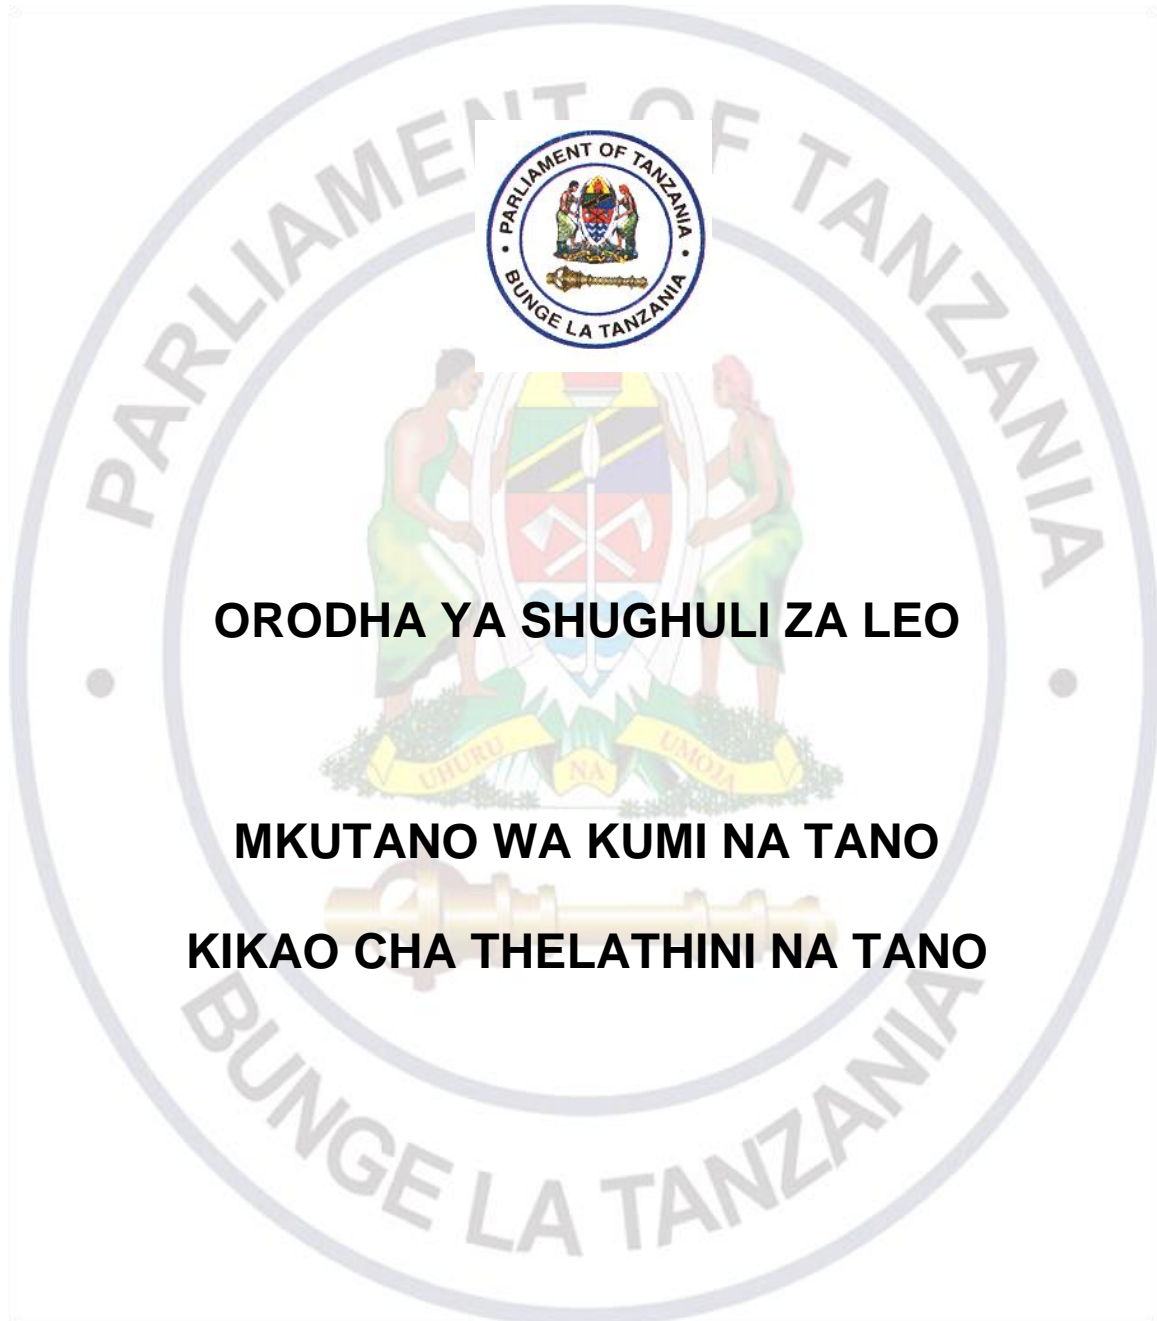 PARLIAMENT OF TANZANIA
BUNGE LA TANZANIA
PARLIAMENT OF TANZANIA
BUNGE LA TANZANIA
ORODHA YA SHUGHULI ZA LEO
UHURU NA UMOJA
MKUTANO WA KUMI NA TANO
KIKAO CHA THELATHINI NA TANO